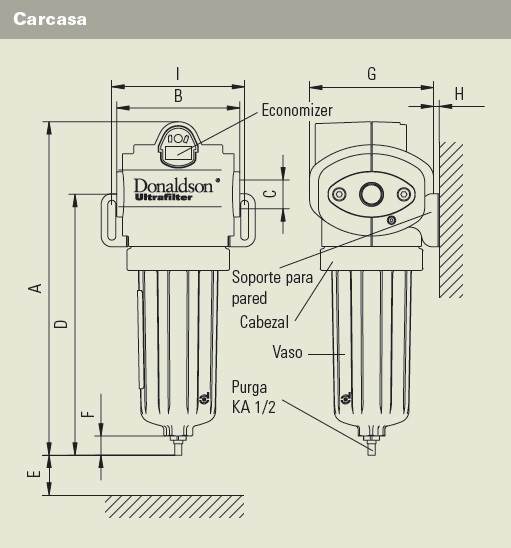 Carcasa
I
B
G
H
Economizer
Donaldson®
Ultrafilter
C
A
D
Soporte para
pared
Cabezal
Vaso
Purga
KA 1/2
F
E